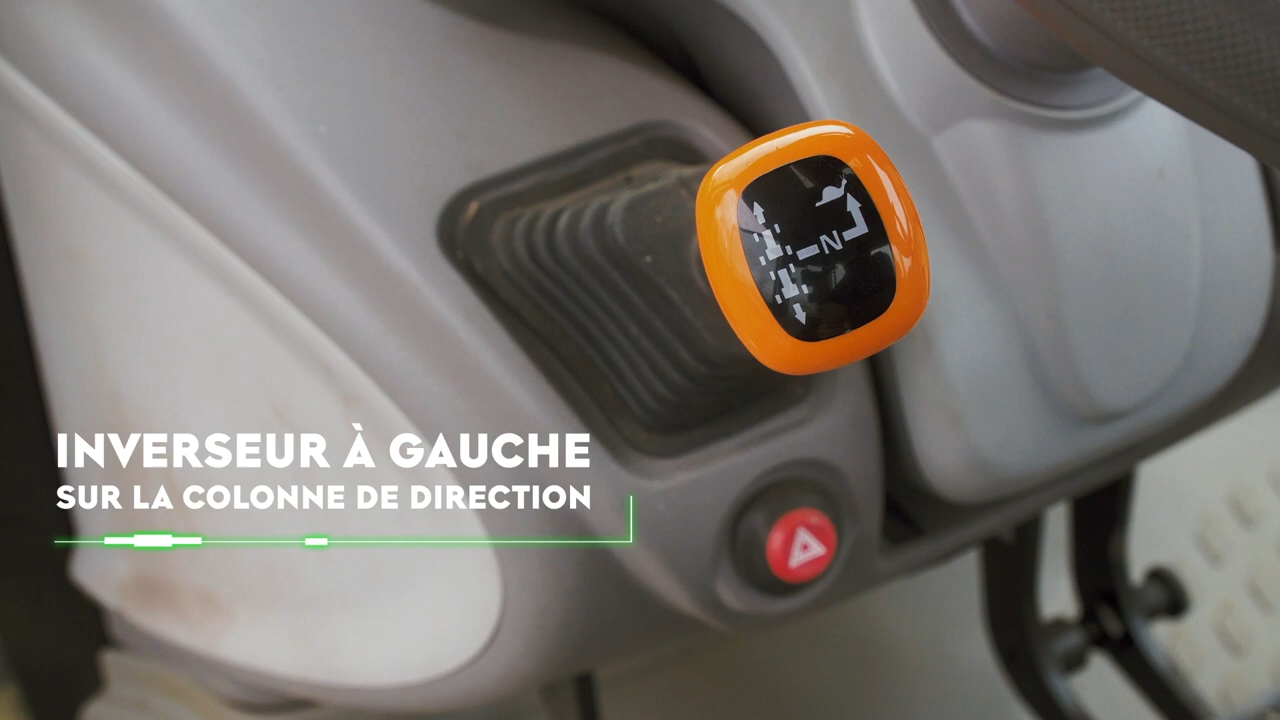 INVERSEUR À GAUCHE
SUR LA COLONNE DE DIRECTION
N